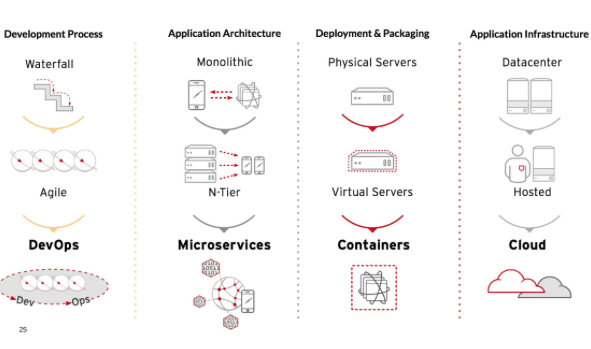 Development Process
Application Architecture
Deployment & Packaging
Application Infrastructure
Waterfall
Monolithic
Physical Servers
Datacenter
Agile
N-Tier
Virtual Servers
Hosted
DevOps
Microservices
Containers
Cloud
Dev
Ops
25